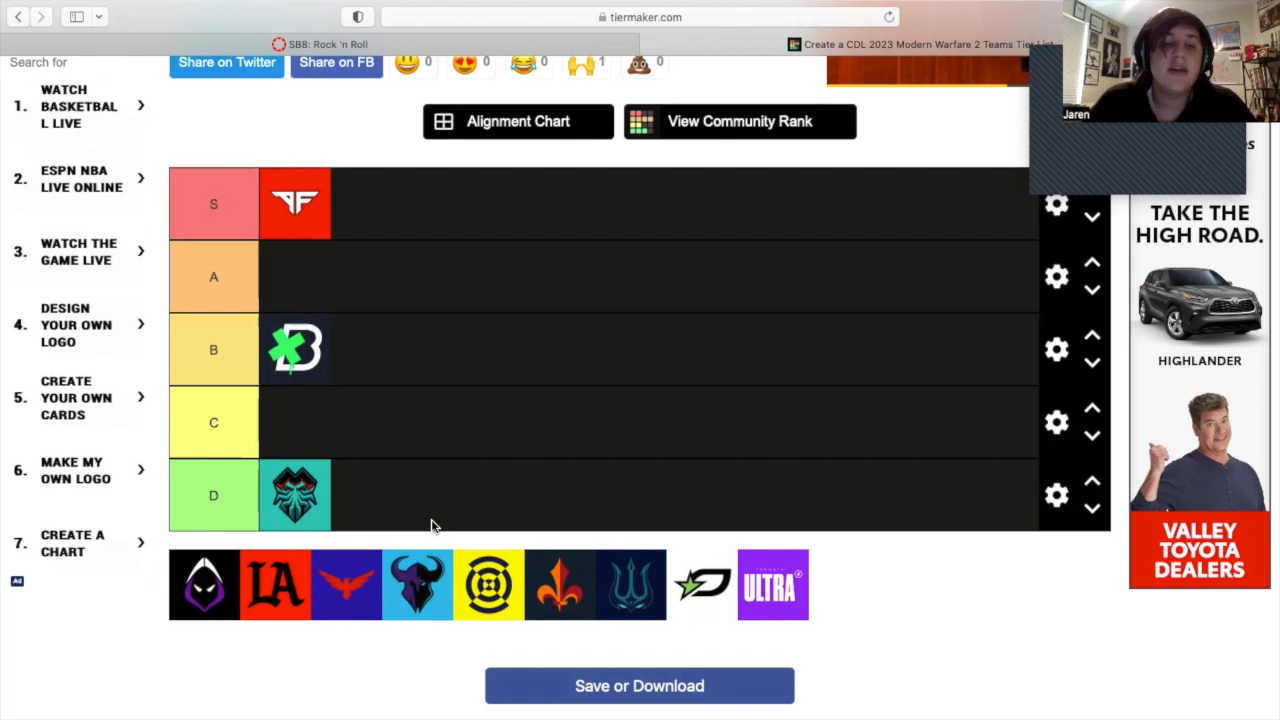 tiermaker.com
SB8: Rock 'n Roll
Create a CDL 2023 Modern Warfare 2 Teams Tier List
Search for
Share on Twitter
Share on FB
0
0
0
1
0
Jaren
1.
WATCH
BASKETBAL
L LIVE
2.
ESPN NBA
LIVE ONLINE
3.
WATCH THE
GAME LIVE
4.
DESIGN
YOUR OWN
LOGO
5.
CREATE
YOUR OWN
CARDS
6.
MAKE MY
OWN LOGO
7.
CREATE A
CHART
Ad
Alignment Chart
View Community Rank
S
A
B
B
C
D
LA
ULTRA
Save or Download
TAKE THE
HIGH ROAD.
HIGHLANDER
VALLEY
TOYOTA
DEALERS